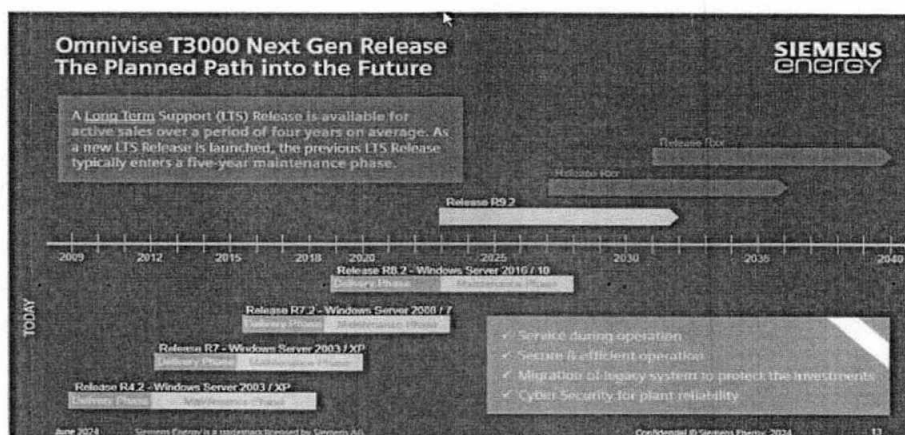 Omnivise T3000 Next Gen Release
The Planned Path into the Future
SIEMENS
energy
A Long Term Support (LTS) Release is available for
active sales over a period of four years on average. As
a new LTS Release is launched, the previous LTS Release
typically enters a five-year maintenance phase.
Release
Release
Release R9.2
2009 2012 2015 2016 2020 2025 2030 2035 2040
Release R8.2 - Windows Server 2016 / 10
Delivery Phase Maintenance Phase
Release R7.2 - Windows Server 2008 / 7
Delivery Phase Maintenance Phase
Release R7 - Windows Server 2003 / XP
Delivery Phase Maintenance Phase
Release R4.2 - Windows Server 2003 / XP
Delivery Phase Maintenance Phase
TODAY
✓ Service during operation
✓ Secure & efficient operation
✓ Migration of legacy system to protect the investments
✓ Cyber Security for plant reliability
June 2024 Siemens Energy is a trademark licensed by Siemens AG. Confidential © Siemens Energy, 2024 13